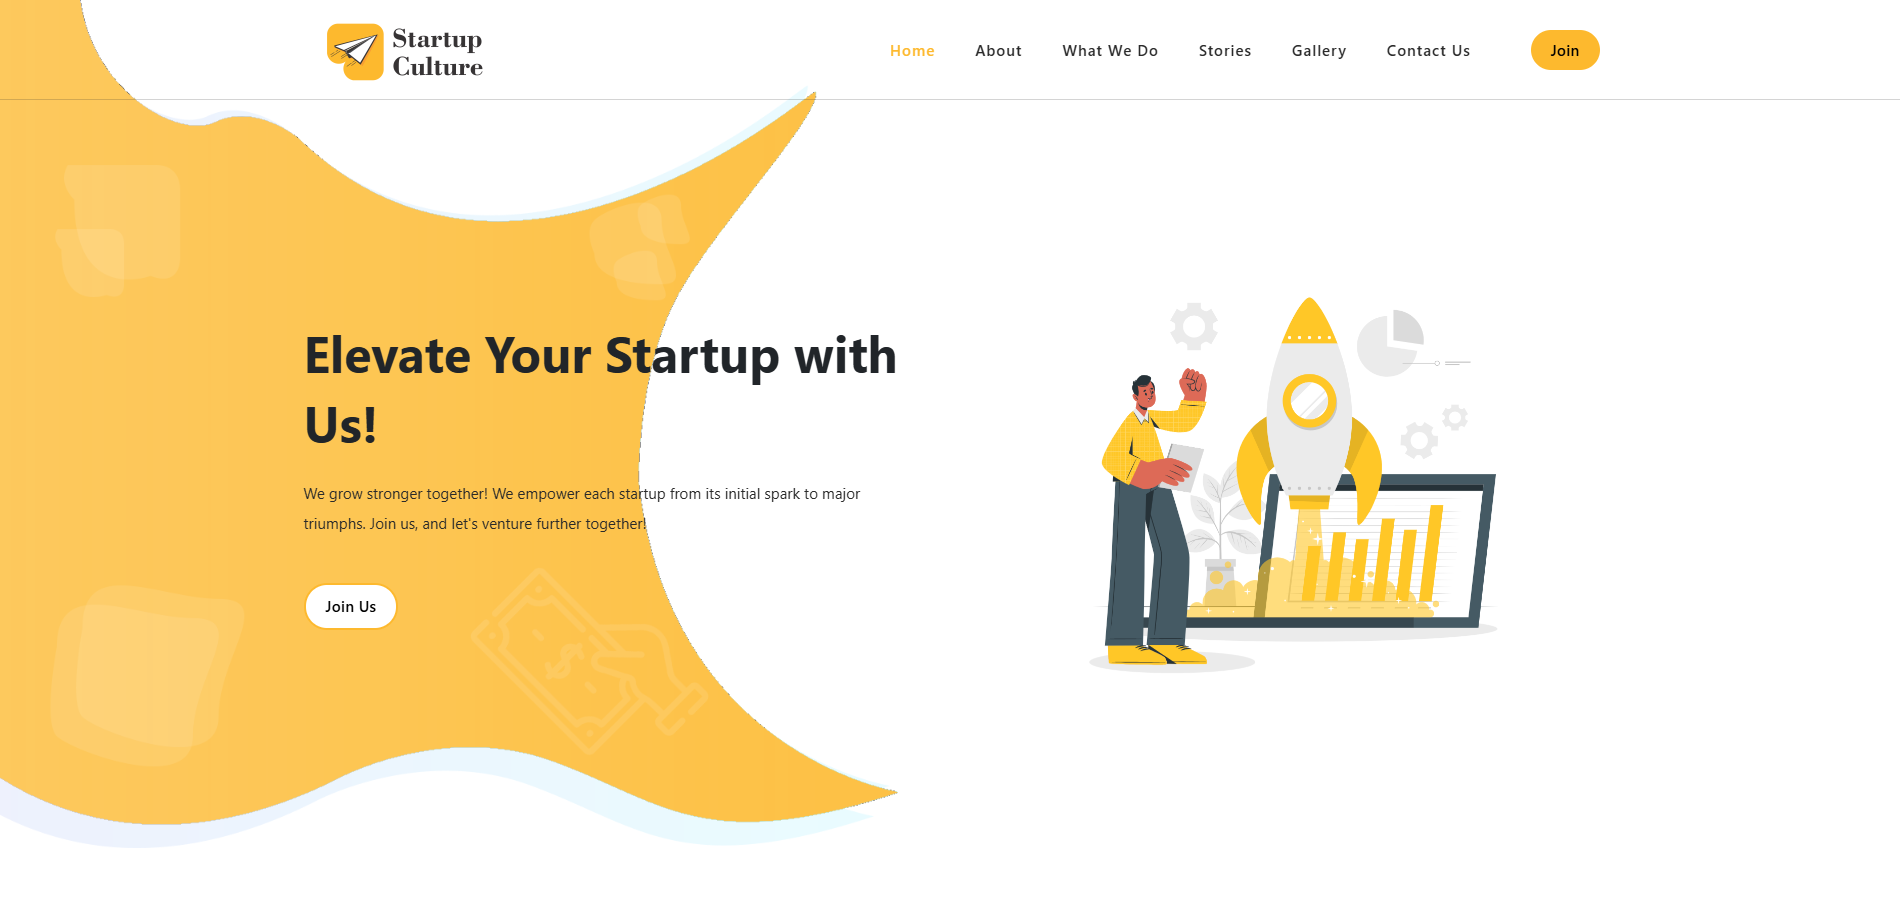 Startup
Culture
Home
About
What We Do
Stories
Gallery
Contact Us
Join
Elevate Your Startup with
Us!
We grow stronger together! We empower each startup from its initial spark to major
triumphs. Join us, and let's venture further together!
Join Us
$